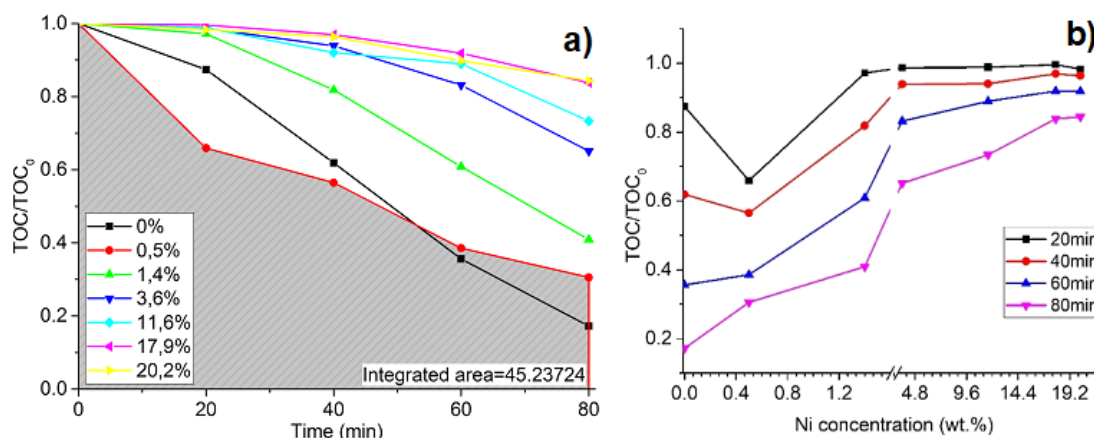 a)
1.0
0.8
0.6
0.4
0.2
0.0
TOC/TOC₀
0%
0,5%
1,4%
3,6%
11,6%
17,9%
20,2%
Integrated area=45.23724
0 20 40 60 80
Time (min)
b)
1.0
0.8
0.6
0.4
0.2
TOC/TOC₀
20min
40min
60min
80min
0.0 0.4 0.8 1.2 4.8 9.6 14.4 19.2
Ni concentration (wt.%)